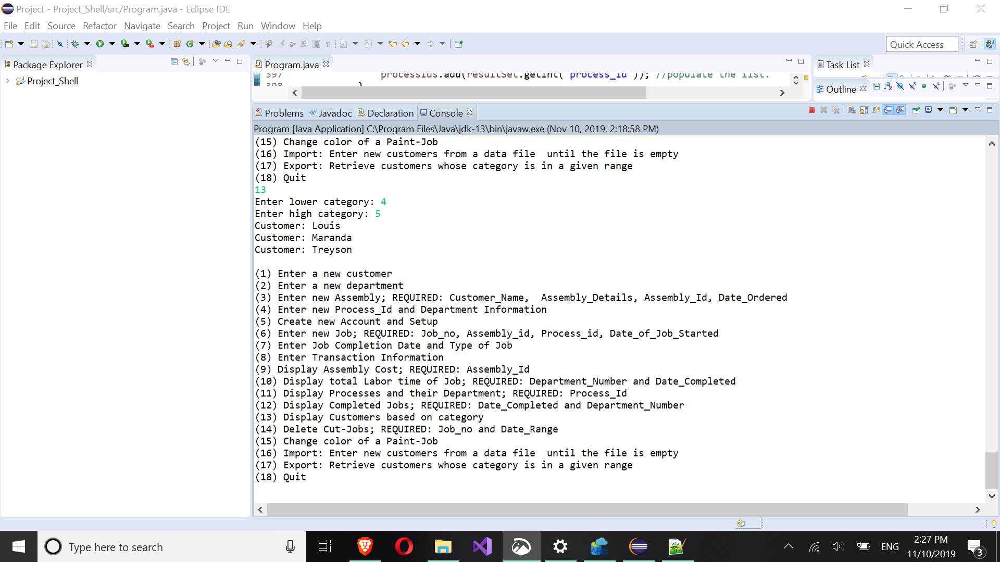 Project - Project_Shell/src/Program.java - Eclipse IDE
File Edit Source Refactor Navigate Search Project Run Window Help
Quick Access
Package Explorer
Project_Shell
Program.java
397 processIds.add(resultSet.getInt("process_id")); //populate the list.
398 }
Task List
Outline
Problems Javadoc Declaration Console
Program [Java Application] C:\Program Files\Java\jdk-13\bin\javaw.exe (Nov 10, 2019, 2:18:58 PM)
(15) Change color of a Paint-Job
(16) Import: Enter new customers from a data file  until the file is empty
(17) Export: Retrieve customers whose category is in a given range
(18) Quit
13
Enter lower category: 4
Enter high category: 5
Customer: Louis
Customer: Maranda
Customer: Treyson
(1) Enter a new customer
(2) Enter a new department
(3) Enter new Assembly; REQUIRED: Customer_Name,  Assembly_Details, Assembly_Id, Date_Ordered
(4) Enter new Process_Id and Department Information
(5) Create new Account and Setup
(6) Enter new Job; REQUIRED: Job_no, Assembly_id, Process_id, Date_of_Job_Started
(7) Enter Job Completion Date and Type of Job
(8) Enter Transaction Information
(9) Display Assembly Cost; REQUIRED: Assembly_Id
(10) Display total Labor time of Job; REQUIRED: Department_Number and Date_Completed
(11) Display Processes and their Department; REQUIRED: Process_Id
(12) Display Completed Jobs; REQUIRED: Date_Completed and Department_Number
(13) Display Customers based on category
(14) Delete Cut-Jobs; REQUIRED: Job_no and Date_Range
(15) Change color of a Paint-Job
(16) Import: Enter new customers from a data file  until the file is empty
(17) Export: Retrieve customers whose category is in a given range
(18) Quit
Type here to search
ENG
2:27 PM
11/10/2019
3